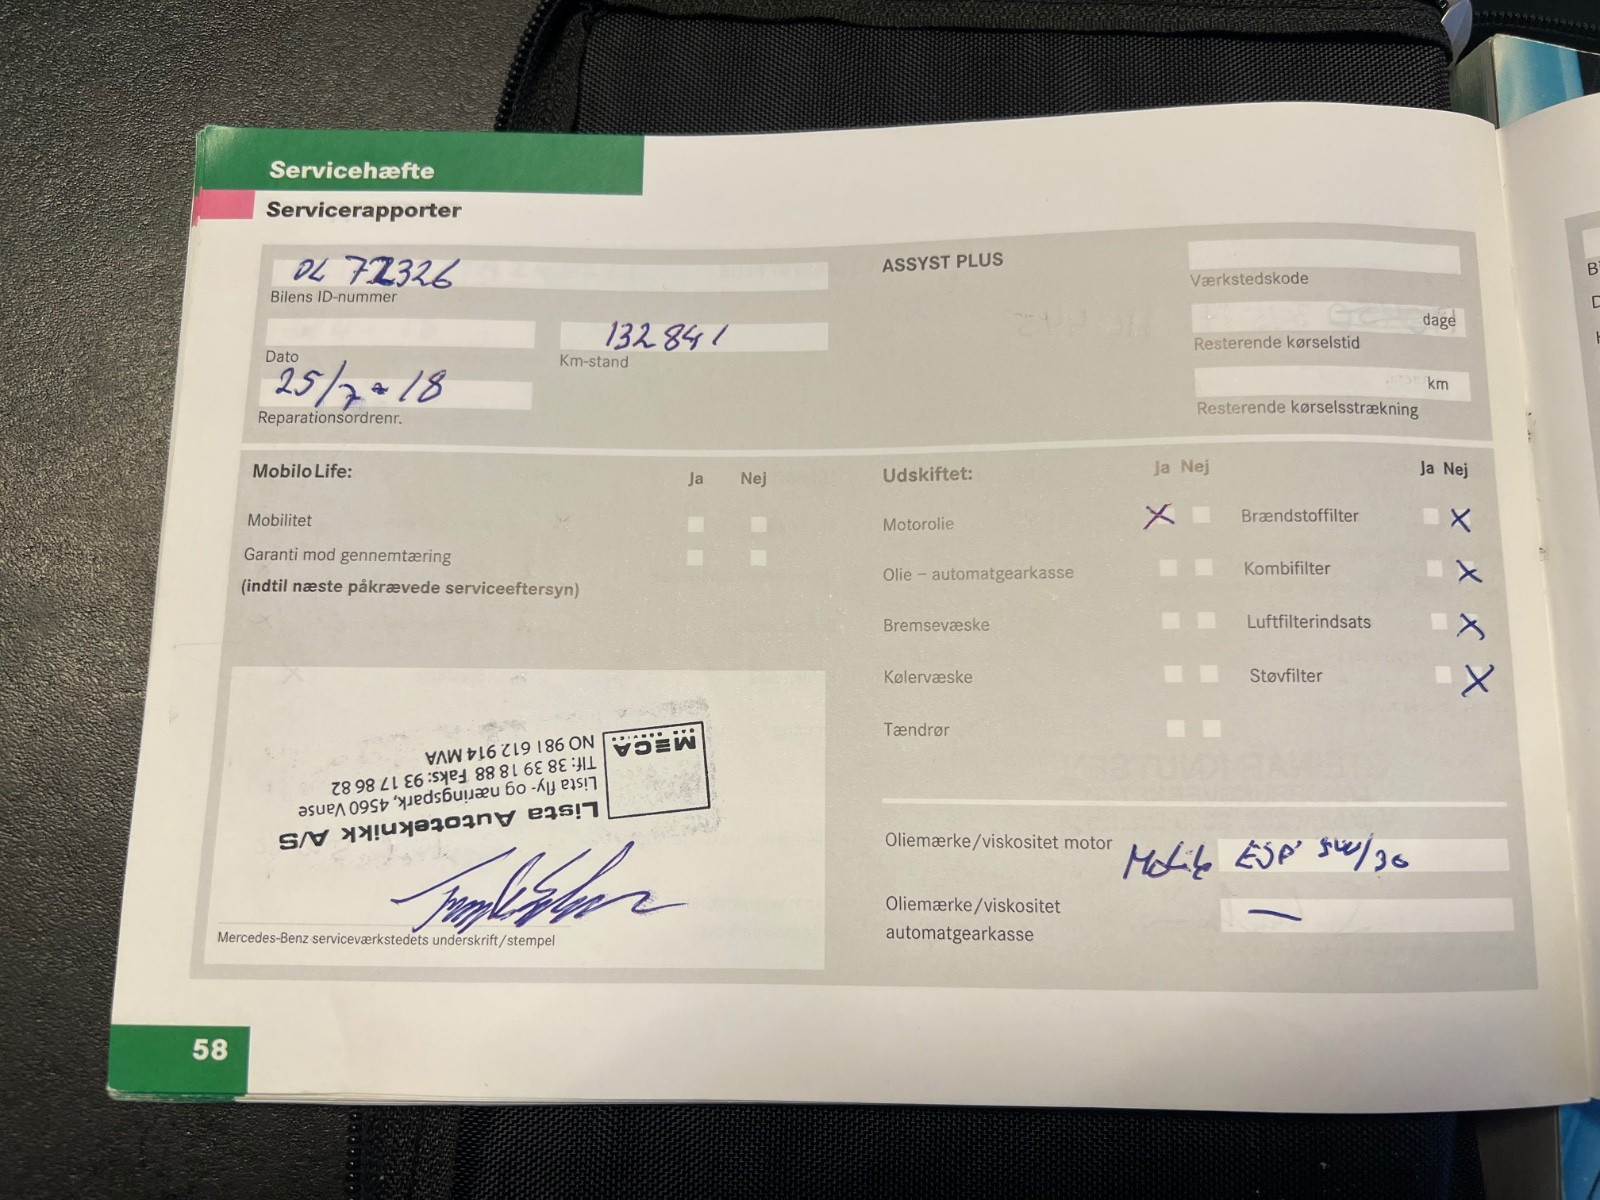 Servicehæfte
Servicerapporter
DL 72326
Bilens ID-nummer
Dato
132841
Km-stand
25/7-18
Reparationsordrenr.
ASSYST PLUS
Værkstedskode
dage
Resterende kørselstid
km
Resterende kørselsstrækning
MobiloLife:
Ja Nej
Mobilitet
Garanti mod gennemtæring
(indtil næste påkrævede serviceeftersyn)
Udskiftet:
Ja Nej
Ja Nej
Motorolie
X
Brændstoffilter
X
Olie – automatgearkasse
Kombifilter
X
Bremsevæske
Luftfilterindsats
X
Kølervæske
Støvfilter
X
Tændrør
Lista Autoteknikk A/S
Lista fly- og næringspark, 4560 Vanse
Tlf: 38 39 18 88 Faks: 93 17 86 82
NO 981 612 914 MVA
MECA
CAR SERVICE
Mercedes-Benz serviceværkstedets underskrift/stempel
Oliemærke/viskositet motor
ESP 5W/30
Oliemærke/viskositet
automatgearkasse
—
58